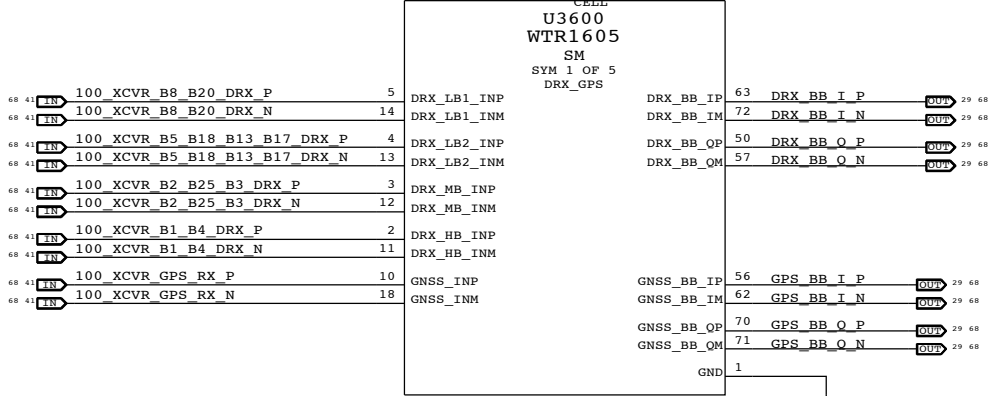 CELL
U3600
WTR1605
SM
SYM 1 OF 5
DRX_GPS
68 41 IN 100_XCVR_B8_B20_DRX_P 5 DRX_LB1_INP DRX_BB_IP 63 DRX_BB_I_P OUT 29 68
68 41 IN 100_XCVR_B8_B20_DRX_N 14 DRX_LB1_INM DRX_BB_IM 72 DRX_BB_I_N OUT 29 68
68 41 IN 100_XCVR_B5_B18_B13_B17_DRX_P 4 DRX_LB2_INP DRX_BB_QP 50 DRX_BB_Q_P OUT 29 68
68 41 IN 100_XCVR_B5_B18_B13_B17_DRX_N 13 DRX_LB2_INM DRX_BB_QM 57 DRX_BB_Q_N OUT 29 68
68 41 IN 100_XCVR_B2_B25_B3_DRX_P 3 DRX_MB_INP
68 41 IN 100_XCVR_B2_B25_B3_DRX_N 12 DRX_MB_INM
68 41 IN 100_XCVR_B1_B4_DRX_P 2 DRX_HB_INP
68 41 IN 100_XCVR_B1_B4_DRX_N 11 DRX_HB_INM
68 41 IN 100_XCVR_GPS_RX_P 10 GNSS_INP GNSS_BB_IP 56 GPS_BB_I_P OUT 29 68
68 41 IN 100_XCVR_GPS_RX_N 18 GNSS_INM GNSS_BB_IM 62 GPS_BB_I_N OUT 29 68
GNSS_BB_QP 70 GPS_BB_Q_P OUT 29 68
GNSS_BB_QM 71 GPS_BB_Q_N OUT 29 68
GND 1